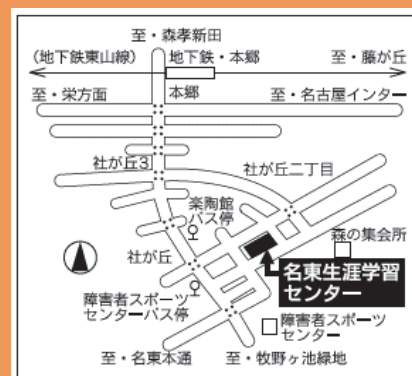 至・森孝新田
（地下鉄東山線）
地下鉄・本郷
至・藤が丘
至・栄方面
本郷
至・名古屋インター
社が丘3
社が丘二丁目
楽陶館
バス停
森の集会所
社が丘
名東生涯学習
センター
障害者スポーツ
センターバス停
障害者スポーツ
センター
至・名東本通
至・牧野ヶ池緑地